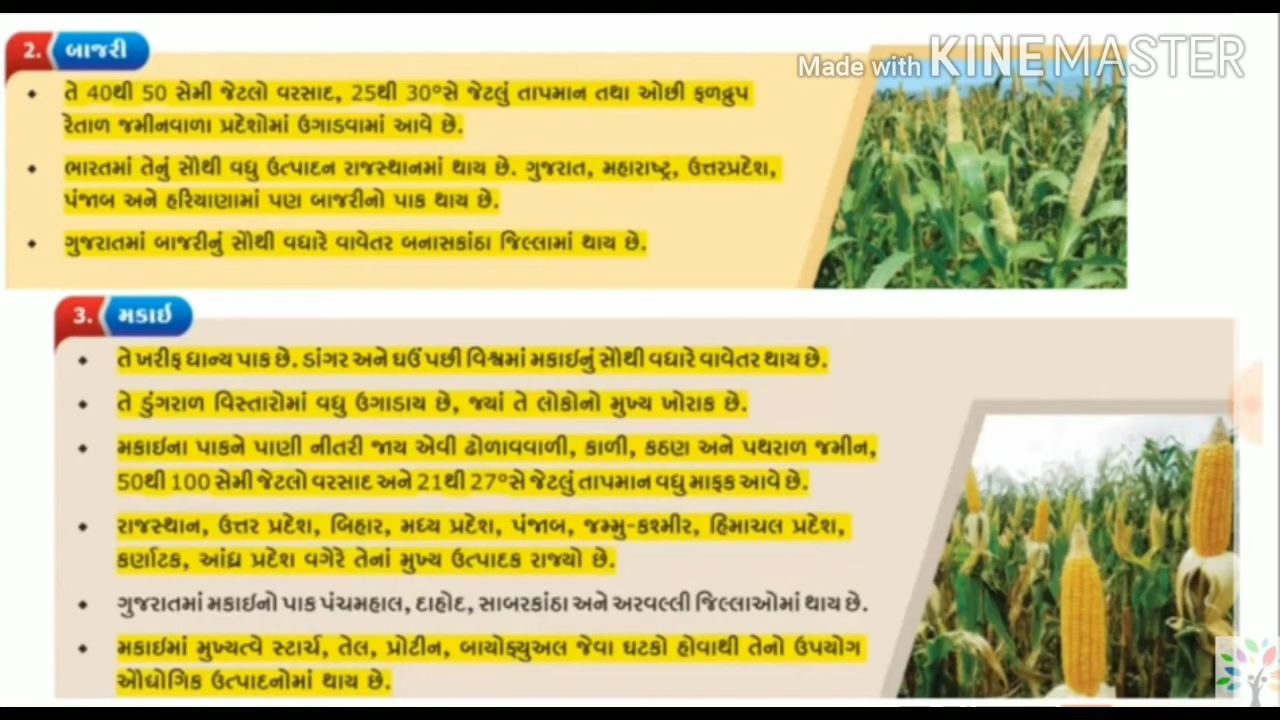 Made with KINEMASTER
2. બાજરી
• તે 40થી 50 સેમી જેટલો વરસાદ, 25થી 30°સે જેટલું તાપમાન તથા ઓછી ફળદ્રુપ
રેતાળ જમીનવાળા પ્રદેશોમાં ઉગાડવામાં આવે છે.
• ભારતમાં તેનું સૌથી વધુ ઉત્પાદન રાજસ્થાનમાં થાય છે. ગુજરાત, મહારાષ્ટ્ર, ઉત્તરપ્રદેશ,
પંજાબ અને હરિયાણામાં પણ બાજરીનો પાક થાય છે.
• ગુજરાતમાં બાજરીનું સૌથી વધારે વાવેતર બનાસકાંઠા જિલ્લામાં થાય છે.
3. મકાઈ
• તે ખરીફ ધાન્ય પાક છે. ડાંગર અને ઘઉં પછી વિશ્વમાં મકાઈનું સૌથી વધારે વાવેતર થાય છે.
• તે ડુંગરાળ વિસ્તારોમાં વધુ ઉગાડાય છે, જ્યાં તે લોકોનો મુખ્ય ખોરાક છે.
• મકાઈના પાકને પાણી નીતરી જાય એવી ઢોળાવવાળી, કાળી, કઠણ અને પથરાળ જમીન,
50થી 100 સેમી જેટલો વરસાદ અને 21થી 27°સે જેટલું તાપમાન વધુ માફક આવે છે.
• રાજસ્થાન, ઉત્તર પ્રદેશ, બિહાર, મધ્ય પ્રદેશ, પંજાબ, જમ્મુ-કશ્મીર, હિમાચલ પ્રદેશ,
કર્ણાટક, આંધ્ર પ્રદેશ વગેરે તેનાં મુખ્ય ઉત્પાદક રાજ્યો છે.
• ગુજરાતમાં મકાઈનો પાક પંચમહાલ, દાહોદ, સાબરકાંઠા અને અરવલ્લી જિલ્લાઓમાં થાય છે.
• મકાઈમાં મુખ્યત્વે સ્ટાર્ચ, તેલ, પ્રોટીન, બાયોફ્યુઅલ જેવા ઘટકો હોવાથી તેનો ઉપયોગ
ઔદ્યોગિક ઉત્પાદનોમાં થાય છે.